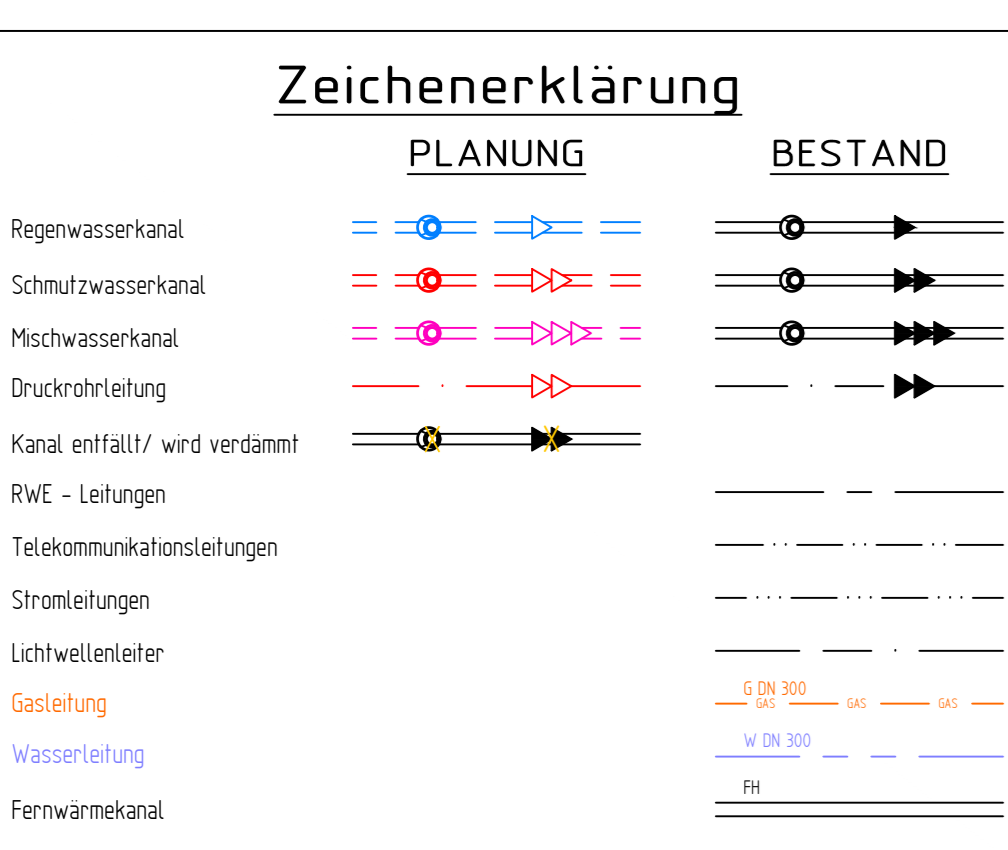 Zeichenerklärung
PLANUNG BESTAND
Regenwasserkanal
Schmutzwasserkanal
Mischwasserkanal
Druckrohrleitung
Kanal entfällt/ wird verdämmt
RWE - Leitungen
Telekommunikationsleitungen
Stromleitungen
Lichtwellenleiter
G DN 300
Gasleitung GAS GAS GAS
W DN 300
Wasserleitung
FH
Fernwärmekanal